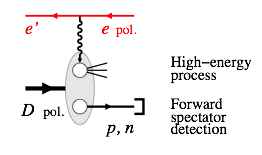 e' e pol.
High-energy
process
D pol.
Forward
spectator
detection
p, n